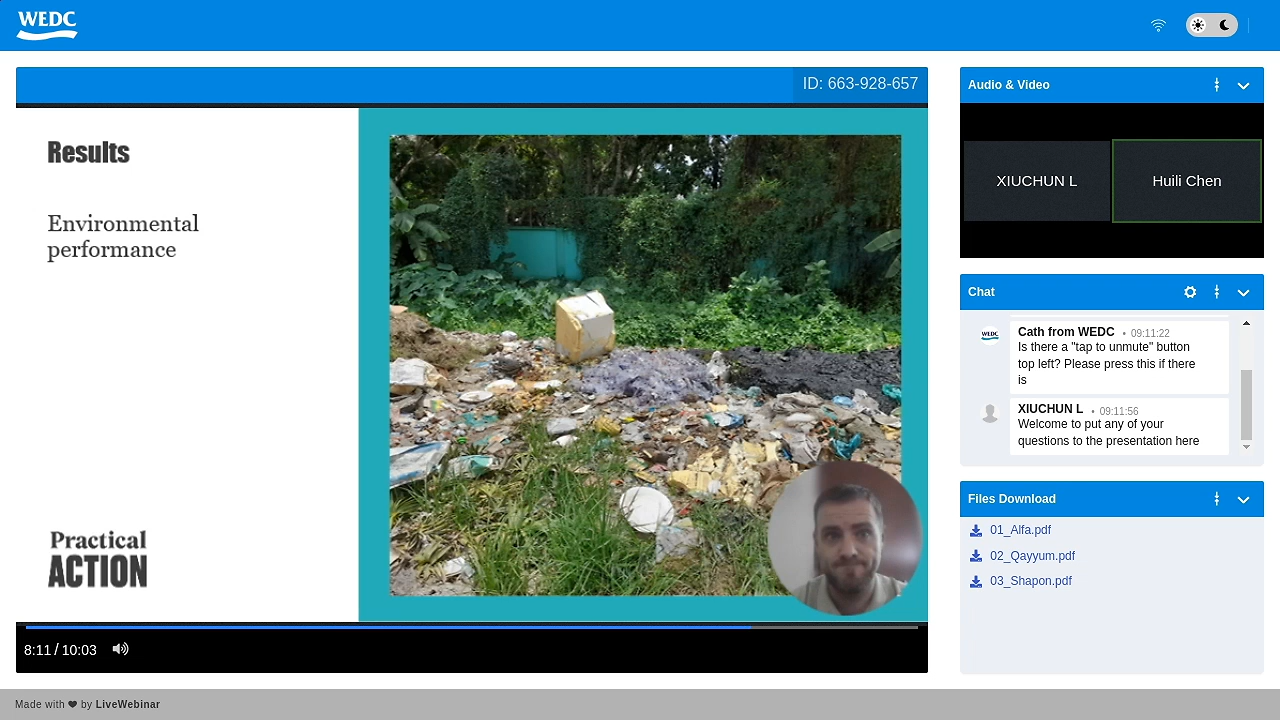 WEDC
ID: 663-928-657
Results
Environmental
performance
Practical
ACTION
8:11 / 10:03
Audio & Video
XIUCHUN L
Huili Chen
Chat
WEDC
Cath from WEDC • 09:11:22
Is there a "tap to unmute" button
top left? Please press this if there
is
XIUCHUN L • 09:11:56
Welcome to put any of your
questions to the presentation here
Files Download
01_Alfa.pdf
02_Qayyum.pdf
03_Shapon.pdf
Made with ❤ by LiveWebinar